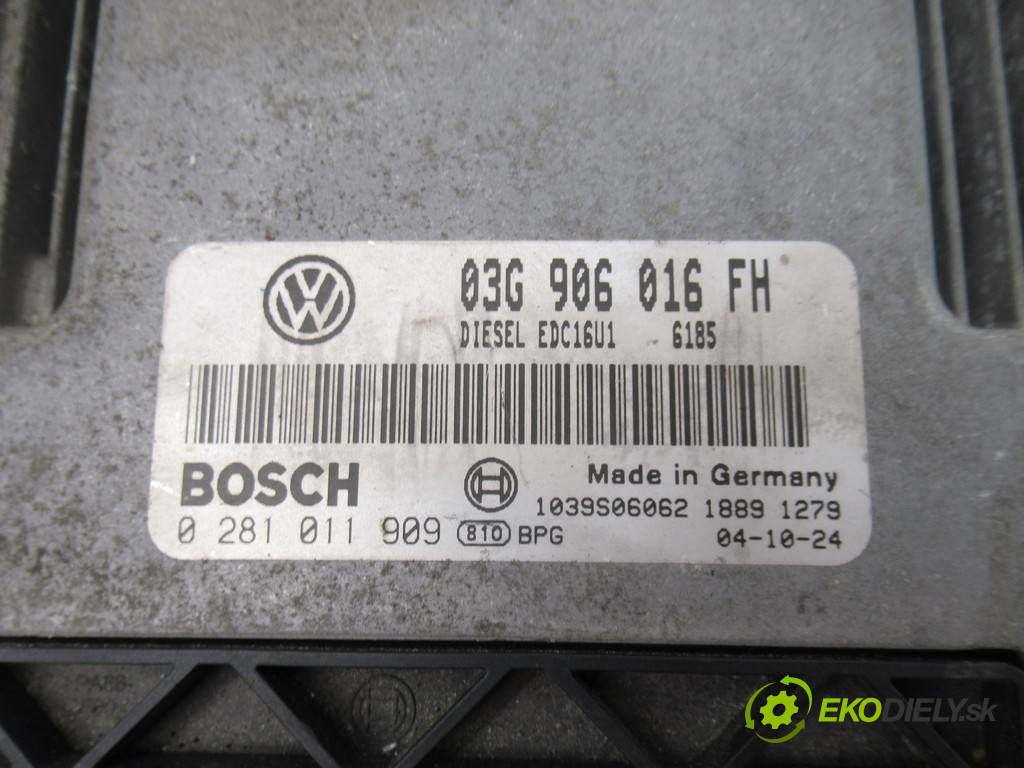 03G 906 016 FH
DIESEL EDC16U1 6185
BOSCH
Made in Germany
1039S06062 1889 1279
0 281 011 909 810 BPG
04-10-24
EKODIELY.sk